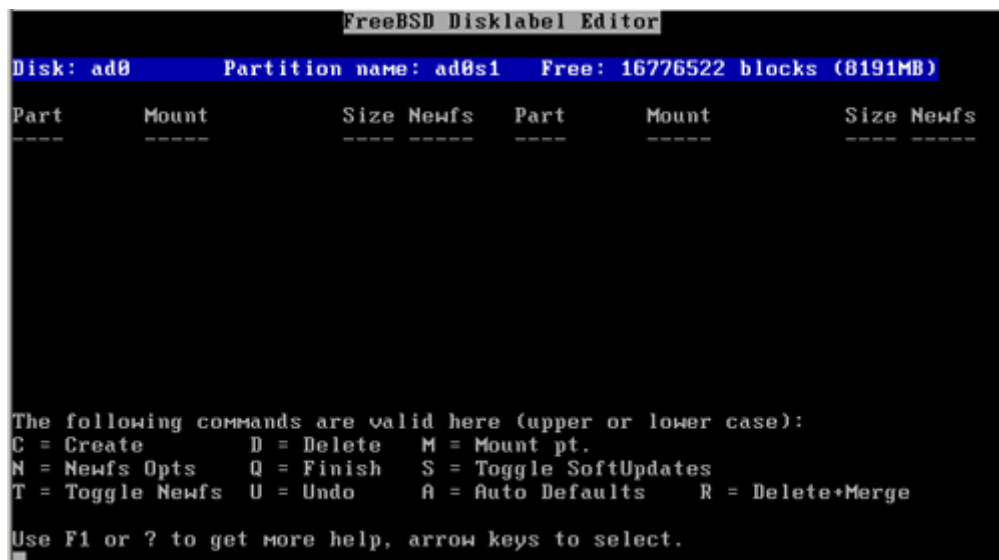 FreeBSD Disklabel Editor
Disk: ad0 Partition name: ad0s1 Free: 16776522 blocks (8191MB)
Part Mount Size Newfs Part Mount Size Newfs
---- ----- ---- ----- ---- ----- ---- -----
The following commands are valid here (upper or lower case):
C = Create D = Delete M = Mount pt.
N = Newfs Opts Q = Finish S = Toggle SoftUpdates
T = Toggle Newfs U = Undo A = Auto Defaults R = Delete+Merge
Use F1 or ? to get more help, arrow keys to select.